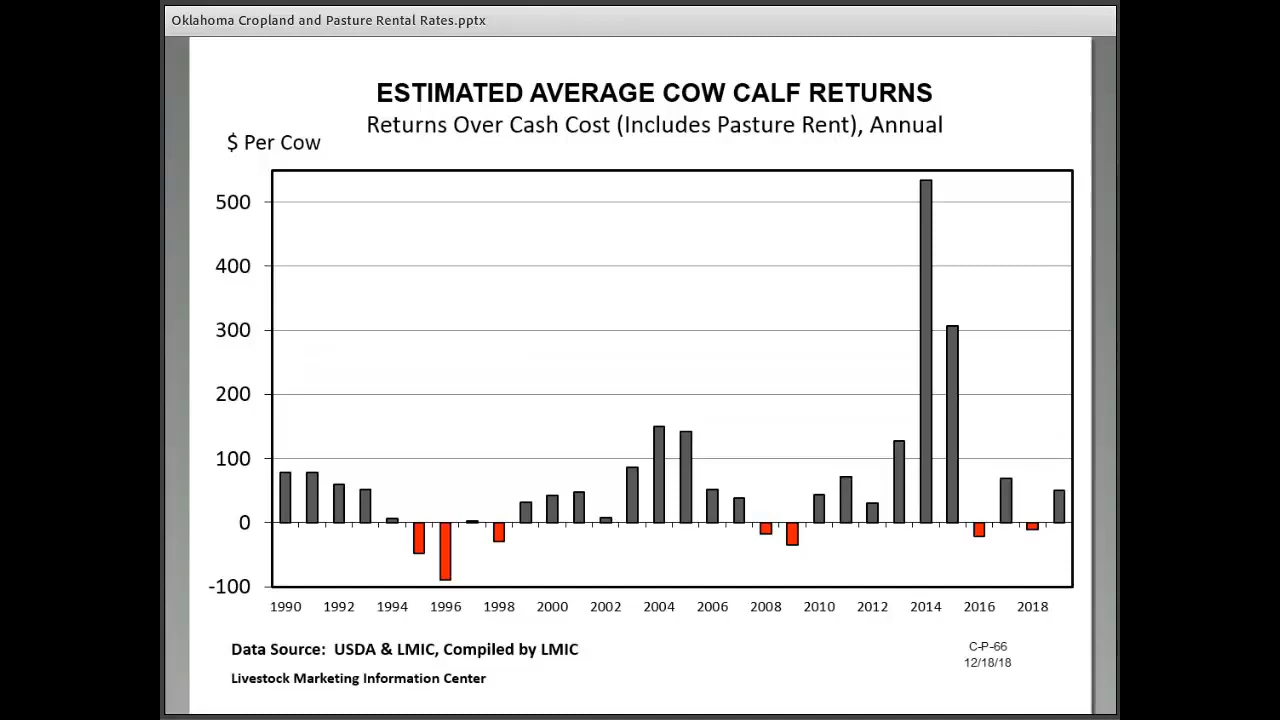 Oklahoma Cropland and Pasture Rental Rates.pptx
ESTIMATED AVERAGE COW CALF RETURNS
Returns Over Cash Cost (Includes Pasture Rent), Annual
$ Per Cow
500
400
300
200
100
0
-100
1990 1992 1994 1996 1998 2000 2002 2004 2006 2008 2010 2012 2014 2016 2018
Data Source: USDA & LMIC, Compiled by LMIC
C-P-66
12/18/18
Livestock Marketing Information Center